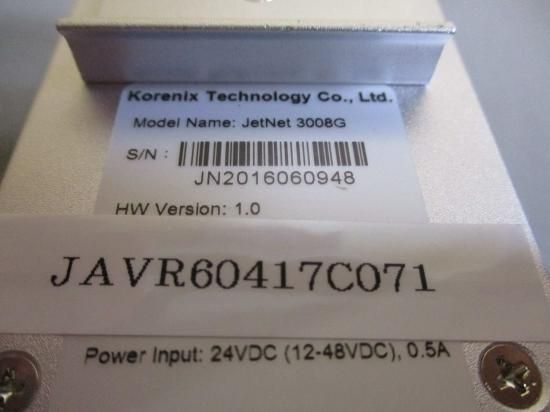 Korenix Technology Co., Ltd.
Model Name: JetNet 3008G
S/N :
JN2016060948
HW Version: 1.0
JAVR60417C071
Power Input: 24VDC (12-48VDC), 0.5A